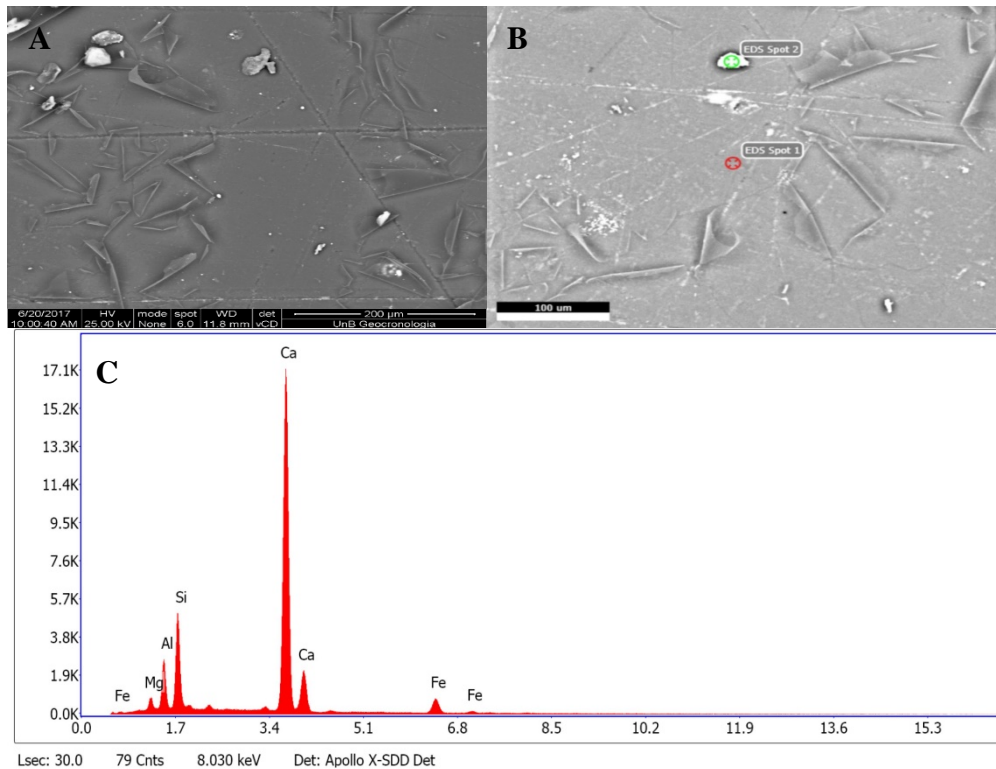 A
6/20/2017 HV mode spot WD det 200 µm
10:00:40 AM 25.00 kV None 6.0 11.8 mm vCD UnB Geocronologia
B
EDS Spot 2
EDS Spot 1
100 um
C
17.1K
15.2K
13.3K
11.4K
9.5K
7.6K
5.7K
3.8K
1.9K
0.0K
Fe
Mg
Al
Si
Ca
Ca
Fe
Fe
0.0 1.7 3.4 5.1 6.8 8.5 10.2 11.9 13.6 15.3
Lsec: 30.0 79 Cnts 8.030 keV Det: Apollo X-SDD Det